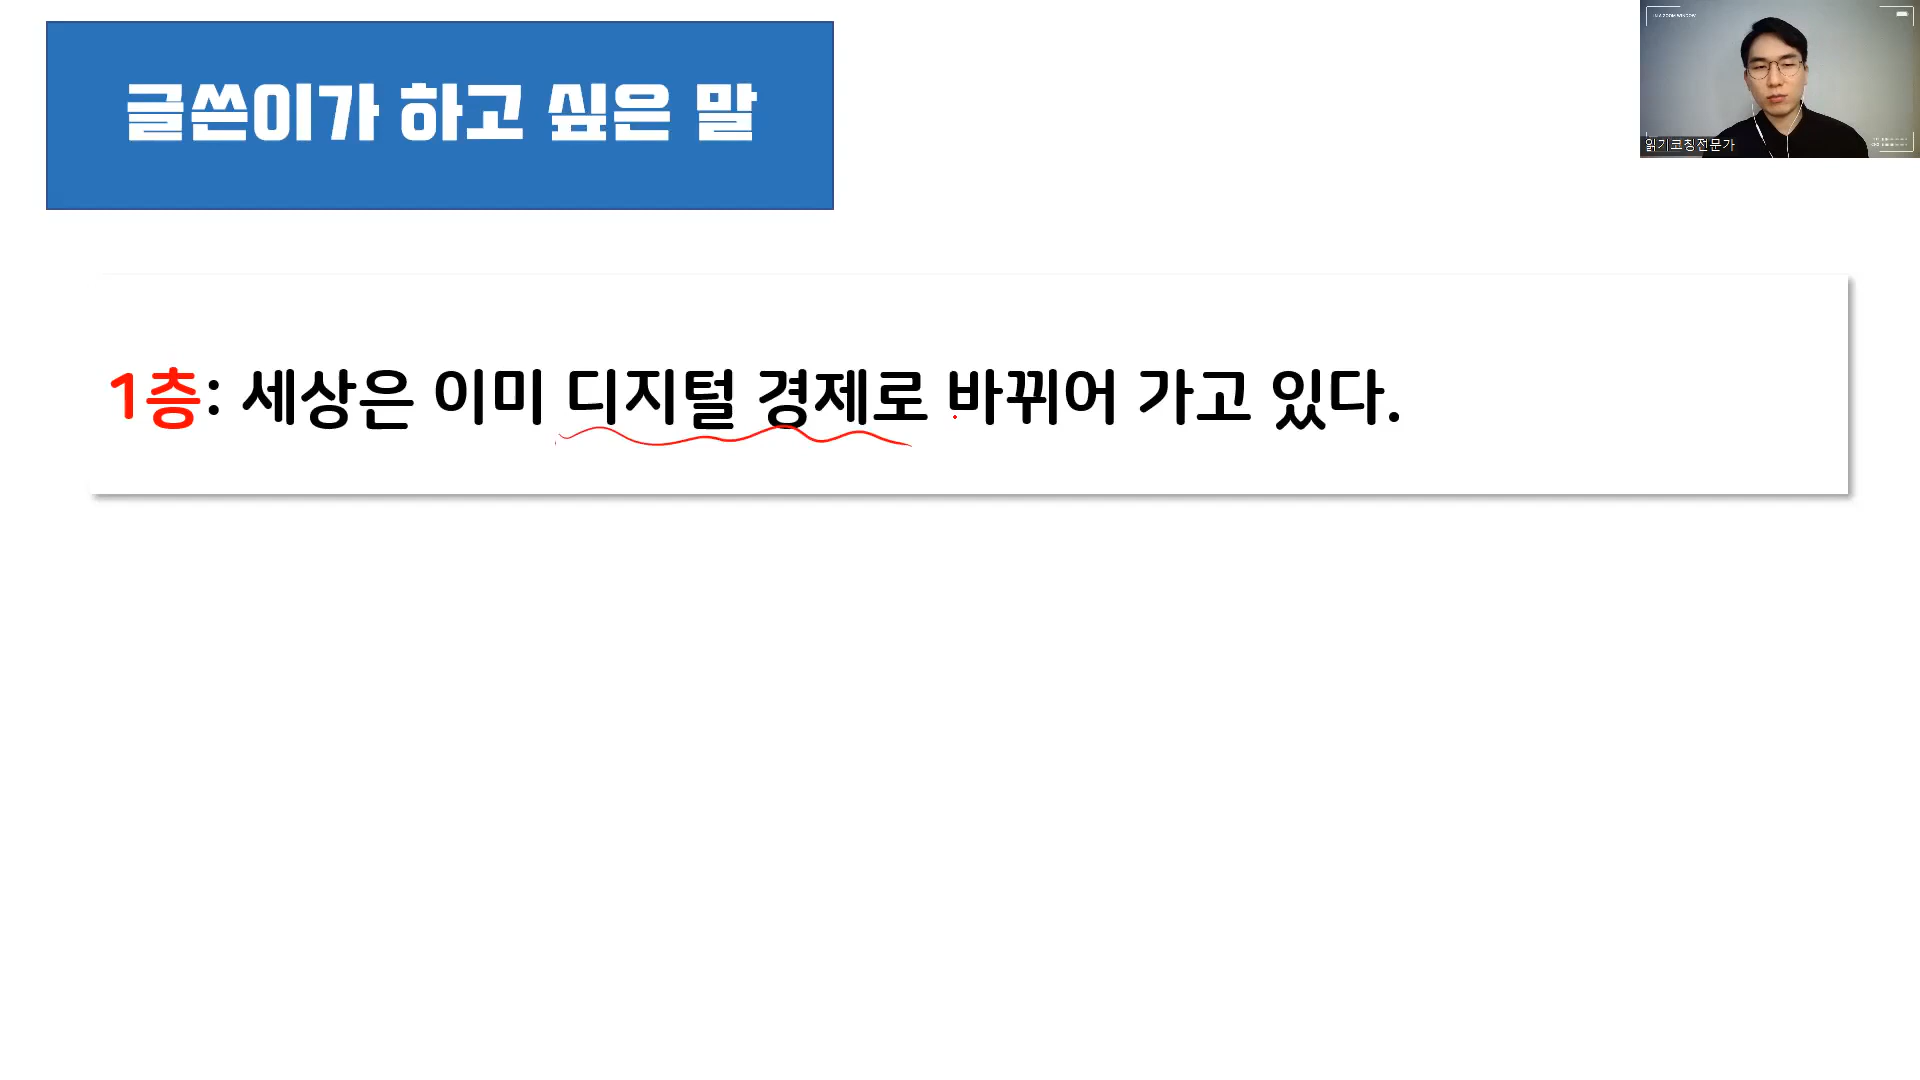 글쓴이가 하고 싶은 말
읽기코칭전문가
1층: 세상은 이미 디지털 경제로 바뀌어 가고 있다.